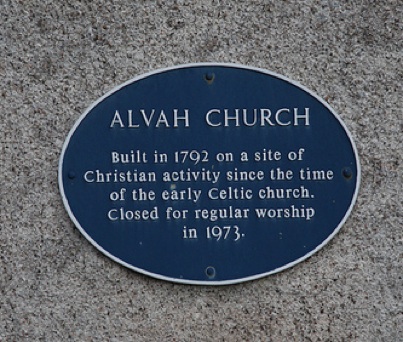 ALVAH CHURCH
Built in 1792 on a site of
Christian activity since the time
of the early Celtic church.
Closed for regular worship
in 1973.